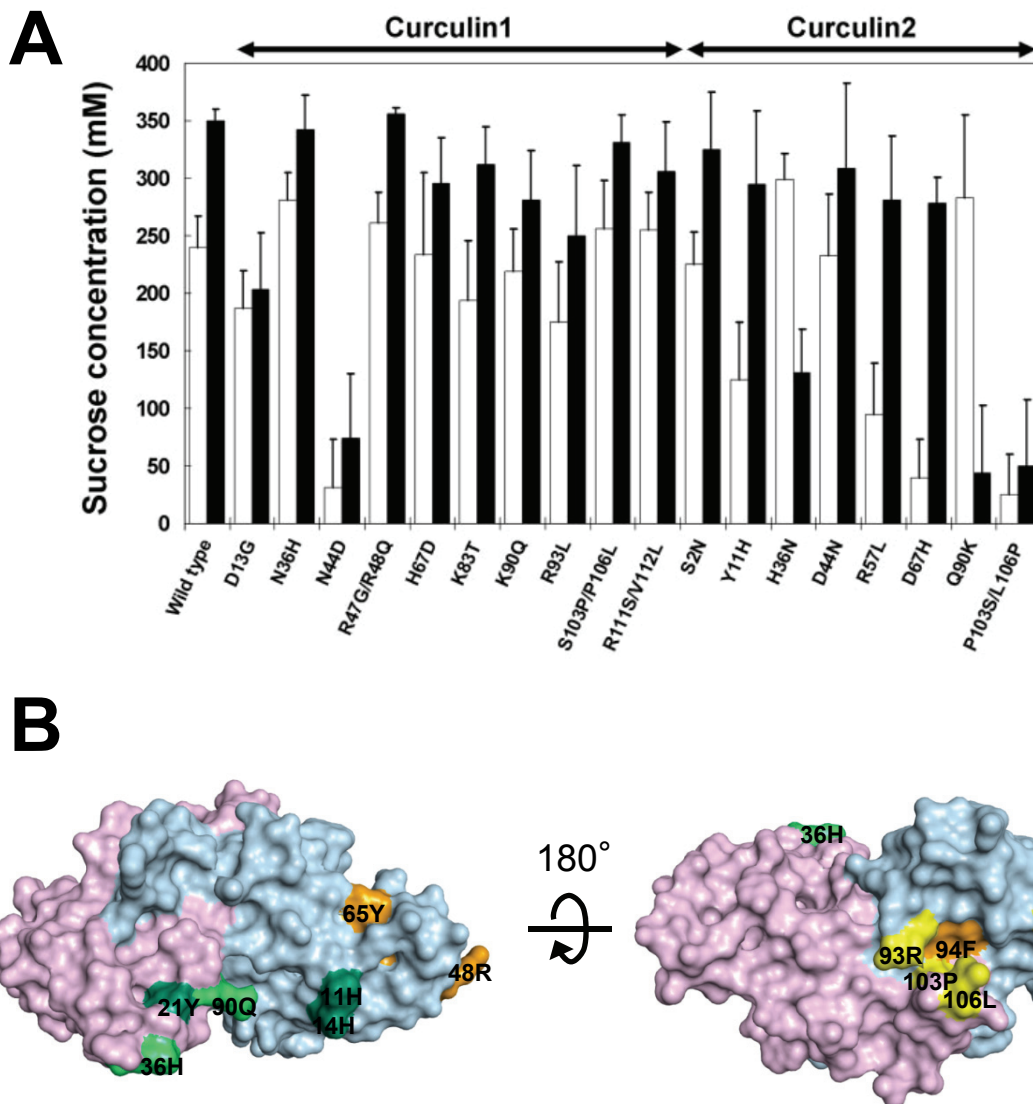 A
Curculin1 Curculin2
Sucrose concentration (mM)
400
350
300
250
200
150
100
50
0
Wild type
D13G
N36H
N44D
R47G/R48Q
H67D
K83T
K90Q
R93L
S103P/P106L
R111S/V112L
S2N
Y11H
H36N
D44N
R57L
D67H
Q90K
P103S/L106P
B
65Y
48R
21Y 90Q 11H
14H
36H
180°
36H
93R 94F
103P
106L